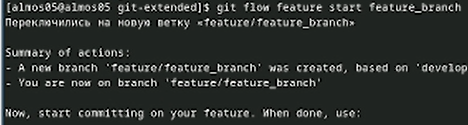 [almos05@almos05 git-extended]$ git flow feature start feature_branch
Переключились на новую ветку «feature/feature_branch»
Summary of actions:
- A new branch 'feature/feature_branch' was created, based on 'develop
- You are now on branch 'feature/feature_branch'
Now, start committing on your feature. When done, use: